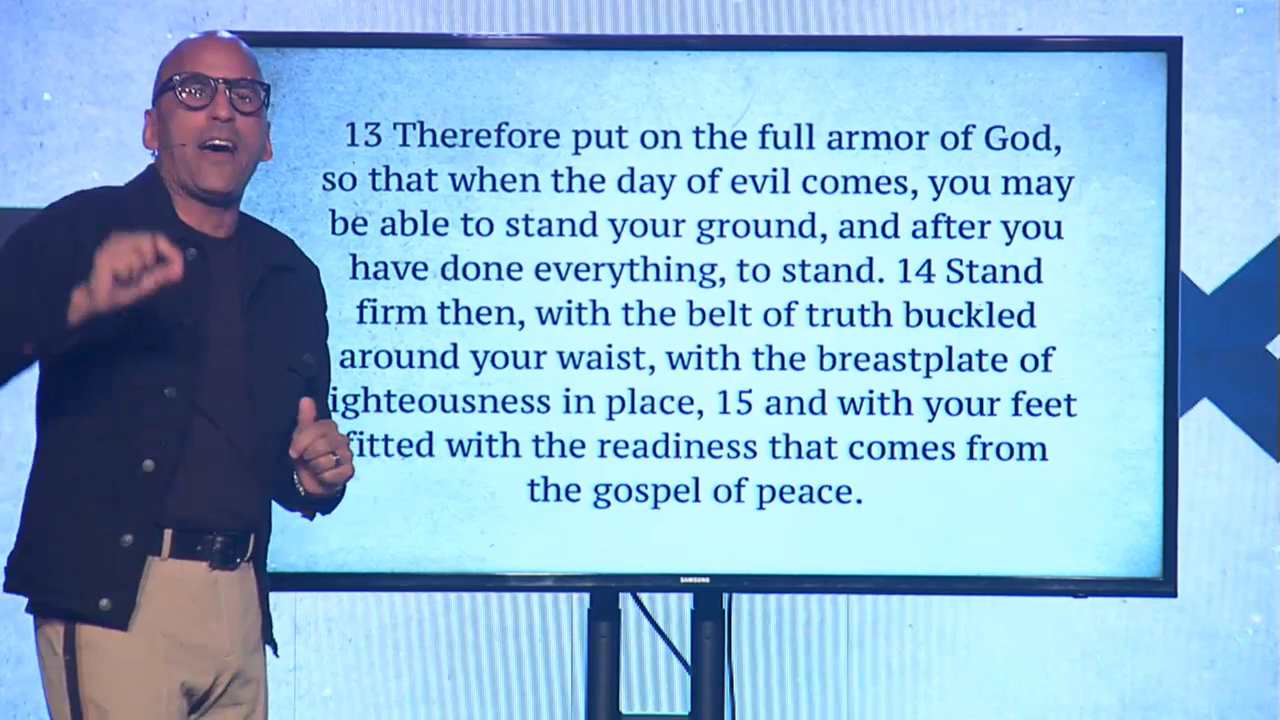 13 Therefore put on the full armor of God,
so that when the day of evil comes, you may
be able to stand your ground, and after you
have done everything, to stand. 14 Stand
firm then, with the belt of truth buckled
around your waist, with the breastplate of
ighteousness in place, 15 and with your feet
fitted with the readiness that comes from
the gospel of peace.
SAMSUNG